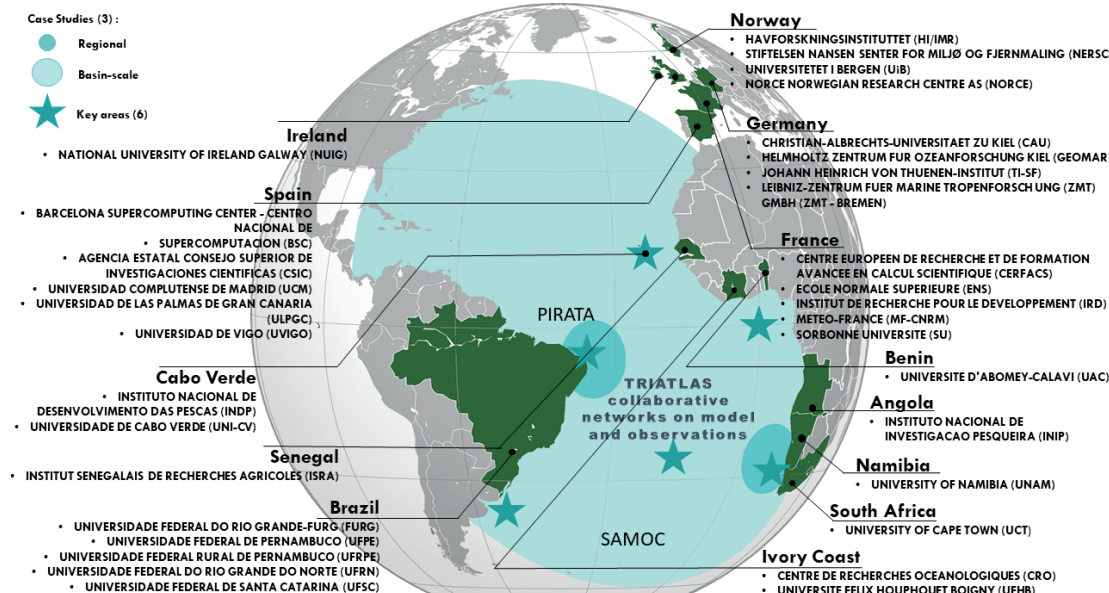 Case Studies (3) :
Regional
Basin-scale
Key areas (6)
Norway
• HAVFORSKNINGSINSTITUTTET (HI/IMR)
• STIFTELSEN NANSEN SENTER FOR MILJØ OG FJERNMALING (NERSC
• UNIVERSITETET I BERGEN (UiB)
• NORCE NORWEGIAN RESEARCH CENTRE AS (NORCE)
Germany
• CHRISTIAN-ALBRECHTS-UNIVERSITAET ZU KIEL (CAU)
• HELMHOLTZ ZENTRUM FUR OZEANFORSCHUNG KIEL (GEOMAR)
• JOHANN HEINRICH VON THUENEN-INSTITUT (TI-SF)
• LEIBNIZ-ZENTRUM FUER MARINE TROPENFORSCHUNG (ZMT)
GMBH (ZMT - BREMEN)
France
• CENTRE EUROPEEN DE RECHERCHE ET DE FORMATION
AVANCEE EN CALCUL SCIENTIFIQUE (CERFACS)
• ECOLE NORMALE SUPERIEURE (ENS)
• INSTITUT DE RECHERCHE POUR LE DEVELOPPEMENT (IRD)
• METEO-FRANCE (MF-CNRM)
• SORBONNE UNIVERSITE (SU)
Benin
• UNIVERSITE D'ABOMEY-CALAVI (UAC)
Angola
• INSTITUTO NACIONAL DE
INVESTIGACAO PESQUEIRA (INIP)
Namibia
• UNIVERSITY OF NAMIBIA (UNAM)
South Africa
• UNIVERSITY OF CAPE TOWN (UCT)
Ivory Coast
• CENTRE DE RECHERCHES OCEANOLOGIQUES (CRO)
• UNIVERSITE FELIX HOUPHOUET BOIGNY (UFHB)
Ireland
• NATIONAL UNIVERSITY OF IRELAND GALWAY (NUIG)
Spain
• BARCELONA SUPERCOMPUTING CENTER - CENTRO
NACIONAL DE
• SUPERCOMPUTACION (BSC)
• AGENCIA ESTATAL CONSEJO SUPERIOR DE
INVESTIGACIONES CIENTIFICAS (CSIC)
• UNIVERSIDAD COMPLUTENSE DE MADRID (UCM)
• UNIVERSIDAD DE LAS PALMAS DE GRAN CANARIA
(ULPGC)
• UNIVERSIDAD DE VIGO (UVIGO)
Cabo Verde
• INSTITUTO NACIONAL DE
DESENVOLVIMENTO DAS PESCAS (INDP)
• UNIVERSIDADE DE CABO VERDE (UNI-CV)
Senegal
• INSTITUT SENEGALAIS DE RECHERCHES AGRICOLES (ISRA)
Brazil
• UNIVERSIDADE FEDERAL DO RIO GRANDE-FURG (FURG)
• UNIVERSIDADE FEDERAL DE PERNAMBUCO (UFPE)
• UNIVERSIDADE FEDERAL RURAL DE PERNAMBUCO (UFRPE)
• UNIVERSIDADE FEDERAL DO RIO GRANDE DO NORTE (UFRN)
• UNIVERSIDADE FEDERAL DE SANTA CATARINA (UFSC)
PIRATA
TRIATLAS
collaborative
networks on model
and observations
SAMOC